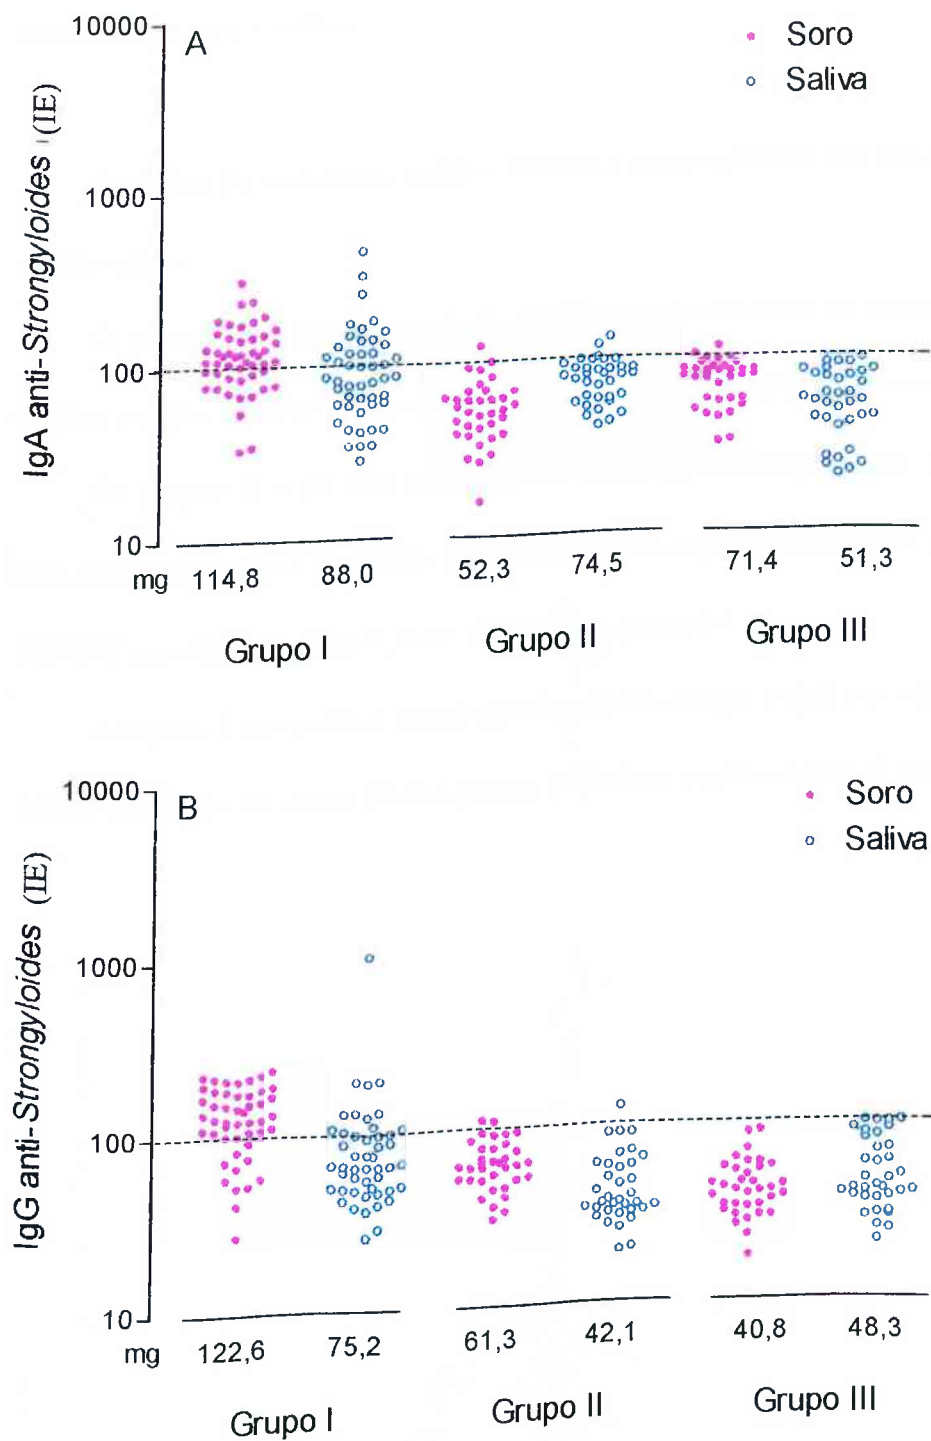 A
Soro
Saliva
IgA anti-Strongyloides (IE)
10000
1000
100
10
mg 114,8 88,0 52,3 74,5 71,4 51,3
Grupo I Grupo II Grupo III
B
Soro
Saliva
IgG anti-Strongyloides (IE)
10000
1000
100
10
mg 122,6 75,2 61,3 42,1 40,8 48,3
Grupo I Grupo II Grupo III